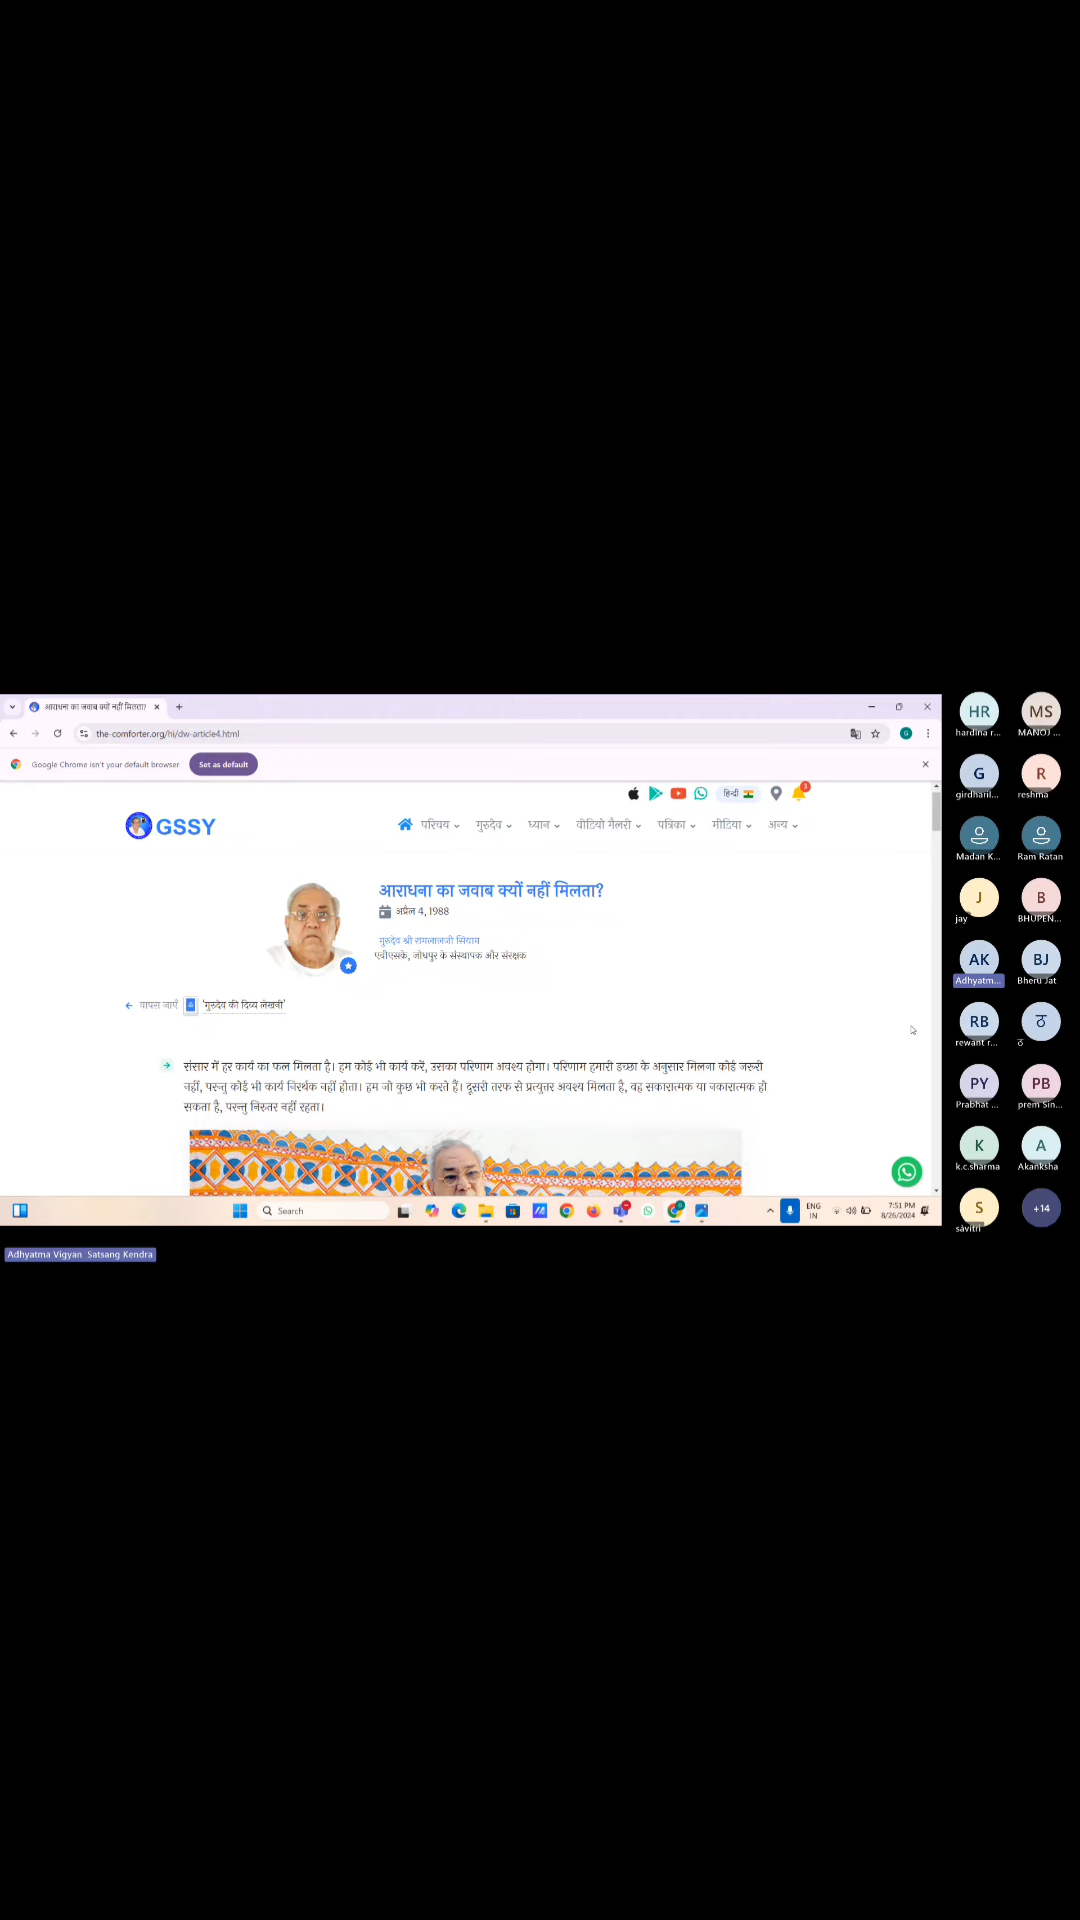 आराधना का जवाब क्यों नहीं मिलता?
the-comforter.org/hi/dw-article4.html
Google Chrome isn't your default browser Set as default
हिन्दी 3
GSSY परिचय गुरुदेव ध्यान वीडियो गैलरी पत्रिका मीडिया अन्य
आराधना का जवाब क्यों नहीं मिलता?
अप्रैल 4, 1988
गुरुदेव श्री रामलालजी सियाग
एवीएसके, जोधपुर के संस्थापक और संरक्षक
वापस जाएँ 'गुरुदेव की दिव्य लेखनी'
संसार में हर कार्य का फल मिलता है। हम कोई भी कार्य करें, उसका परिणाम अवश्य होगा। परिणाम हमारी इच्छा के अनुसार मिलना कोई जरूरी
नहीं, परन्तु कोई भी कार्य निरर्थक नहीं होता। हम जो कुछ भी करते हैं। दूसरी तरफ से प्रत्युत्तर अवश्य मिलता है, वह सकारात्मक या नकारात्मक हो
सकता है, परन्तु निरुत्तर नहीं रहता।
Search
ENG
IN
7:51 PM
8/26/2024
Adhyatma Vigyan Satsang Kendra
HR MS
hardina r... MANOJ ...
G R
girdharil... reshma
Madan K... Ram Ratan
J B
jay BHUPEN...
AK BJ
Adhyatm... Bheru Jat
RB ठ
rewant r... ठ
PY PB
Prabhat ... prem Sin...
K A
k.c.sharma Akanksha
S +14
savitri